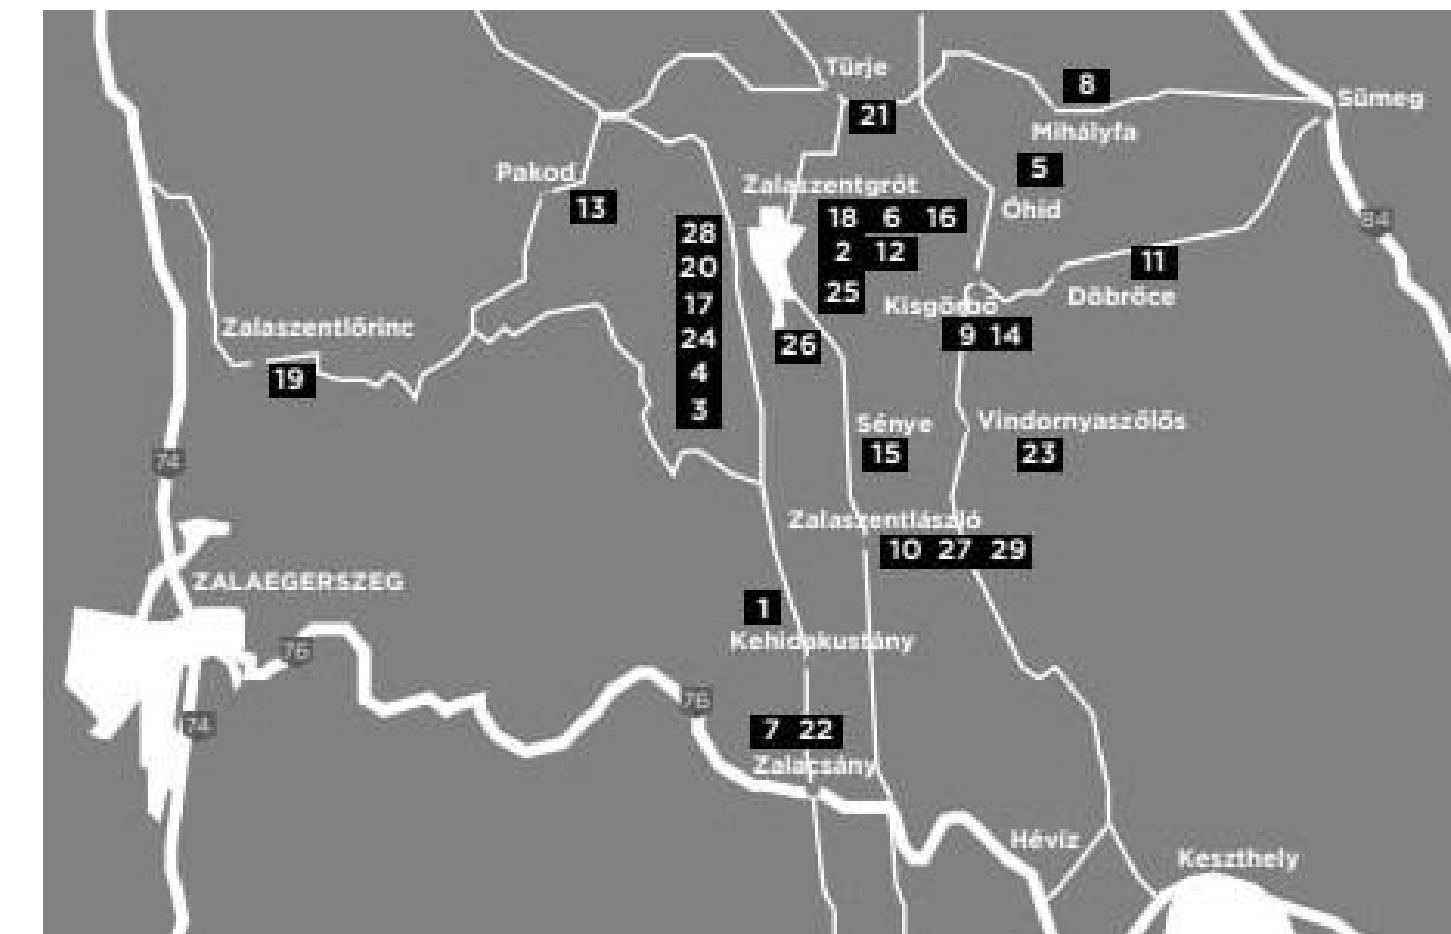 Türje
8
Sümeg
21
Mihályfa
5
Pakod
Zalaszentgrót
13
Óhid
18 6 16
28
84
2 12
20
11
25
Döbröce
17
Kisgörbő
Zalaszentlőrinc
24
26
9 14
19
4
3
Sénye
Vindornyaszőlős
15
23
74
Zalaszentlászló
10 27 29
ZALAEGERSZEG
1
Kehidakustány
76
76
74
7 22
Zalacsány
Hévíz
Keszthely